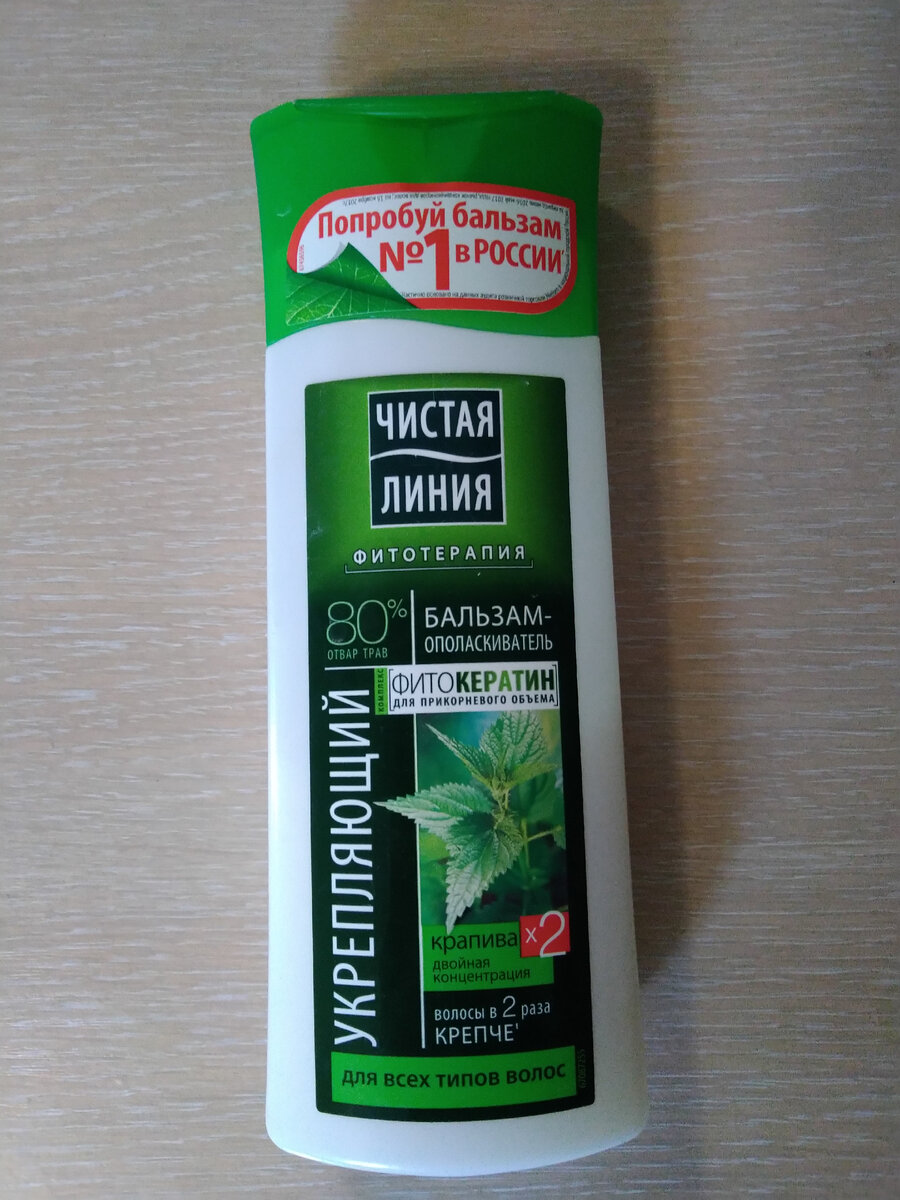 Попробуй бальзам
№1 в РОССИИ
ЧИСТАЯ
ЛИНИЯ
ФИТОТЕРАПИЯ
80%
ОТВАР ТРАВ
БАЛЬЗАМ-
ОПОЛАСКИВАТЕЛЬ
КОМПЛЕКС
ФИТОКЕРАТИН
ДЛЯ ПРИКОРНЕВОГО ОБЪЕМА
УКРЕПЛЯЮЩИЙ
крапива x2
двойная
концентрация
волосы в 2 раза
КРЕПЧЕ¹
для всех типов волос